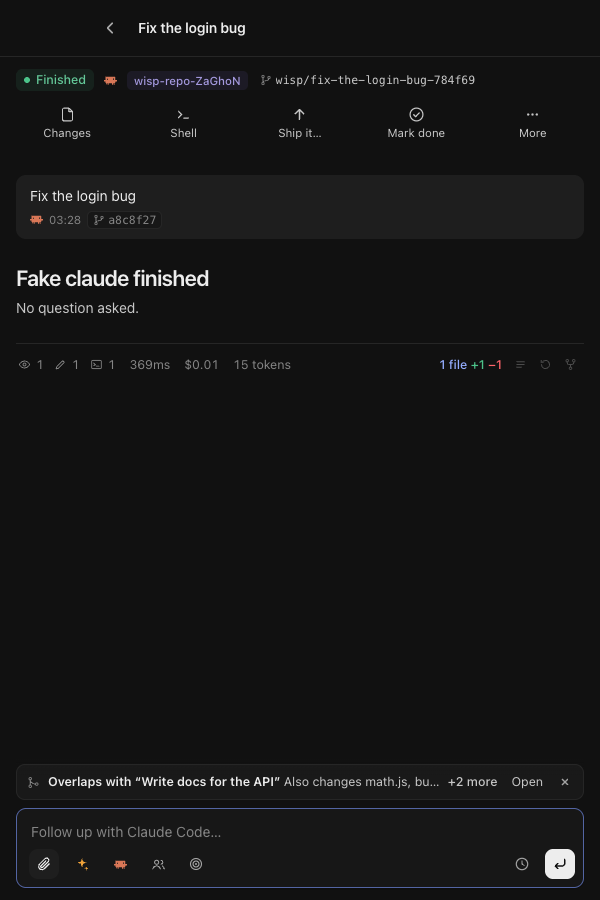 Fix the login bug
Finished wisp-repo-ZaGhoN wisp/fix-the-login-bug-784f69
Changes Shell Ship it... Mark done More
Fix the login bug
03:28 a8c8f27
Fake claude finished
No question asked.
1 1 1 369ms $0.01 15 tokens 1 file +1 −1
Overlaps with “Write docs for the API” Also changes math.js, bu... +2 more Open
Follow up with Claude Code...